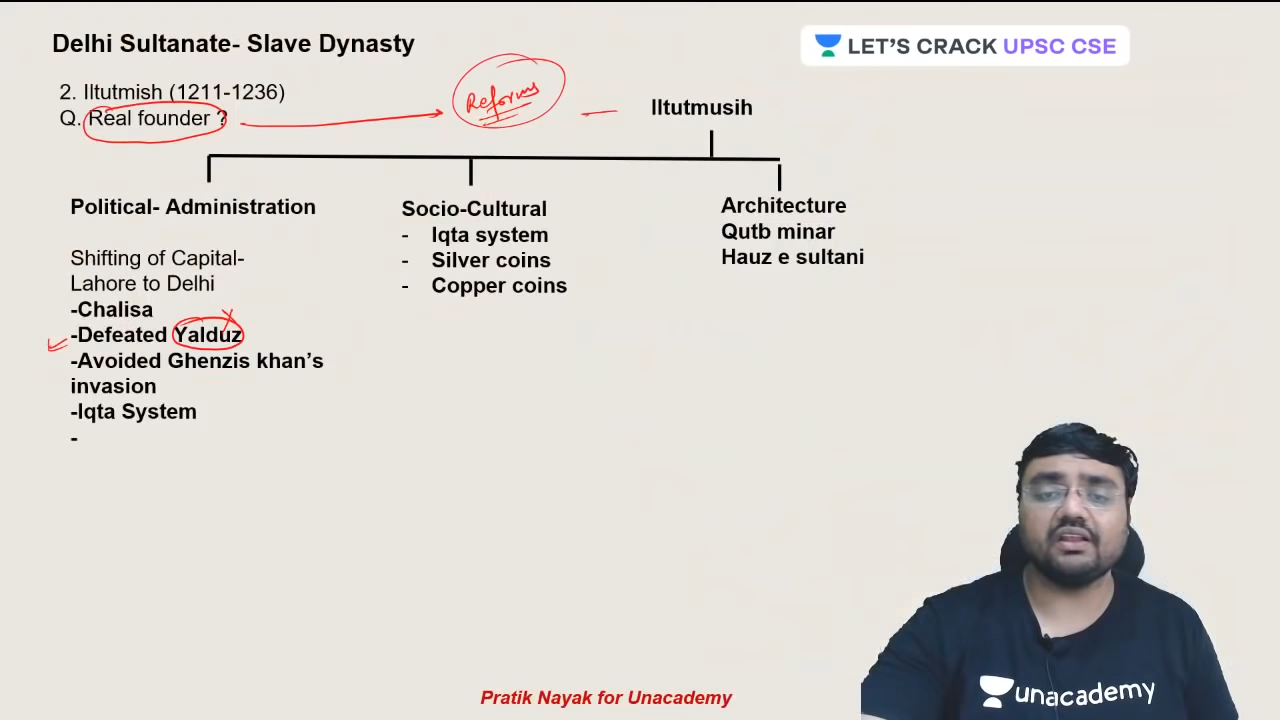 Delhi Sultanate- Slave Dynasty
LET'S CRACK UPSC CSE
2. Iltutmish (1211-1236)
Q. Real founder ?
Reforms
Iltutmusih
Political- Administration
Shifting of Capital-
Lahore to Delhi
-Chalisa
-Defeated Yalduz
-Avoided Ghenzis khan's
invasion
-Iqta System
-
Socio-Cultural
- Iqta system
- Silver coins
- Copper coins
Architecture
Qutb minar
Hauz e sultani
unacademy
Pratik Nayak for Unacademy